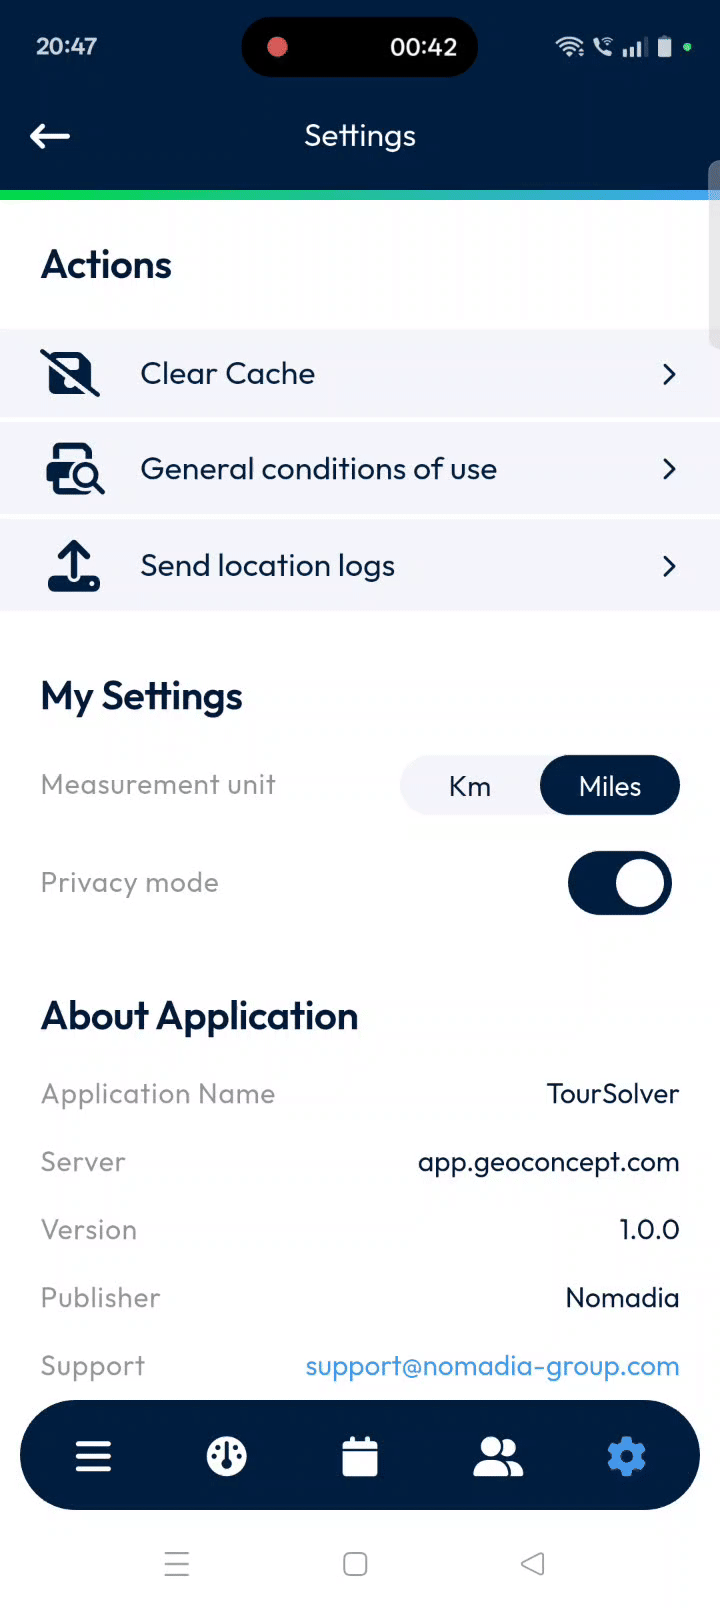 20:47
00:42
Settings
Actions
Clear Cache
General conditions of use
Send location logs
My Settings
Measurement unit
Km
Miles
Privacy mode
About Application
Application Name
TourSolver
Server
app.geoconcept.com
Version
1.0.0
Publisher
Nomadia
Support
support@nomadia-group.com